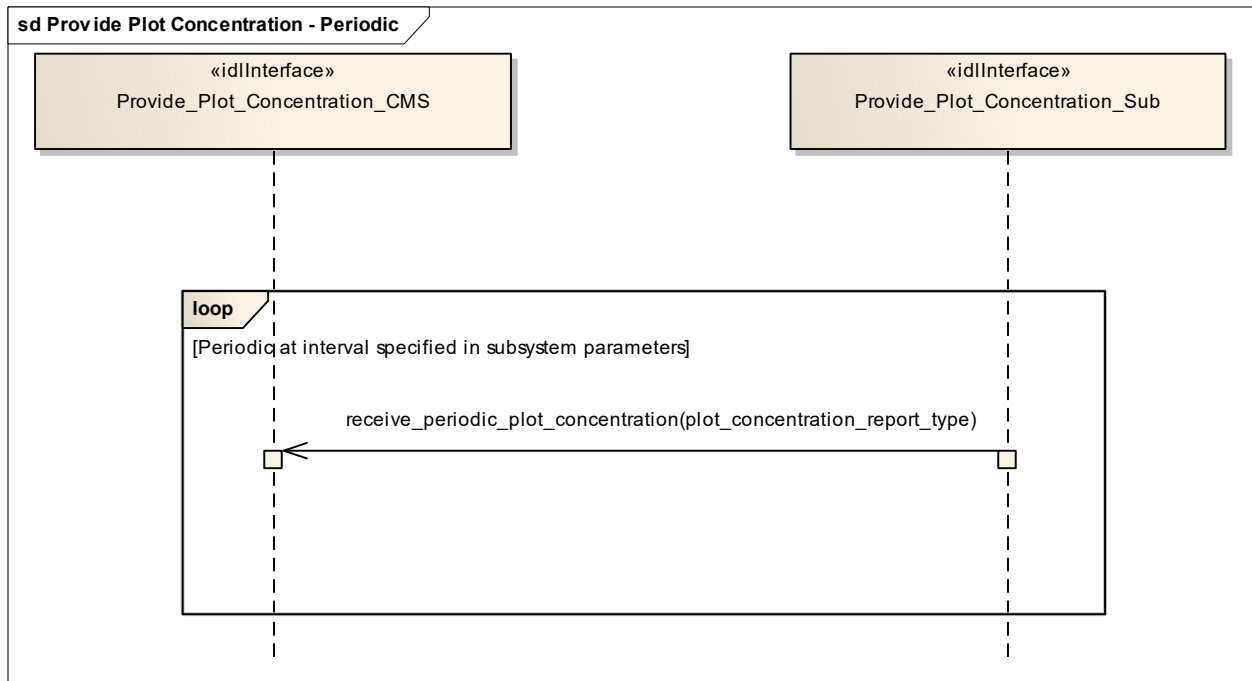 sd Provide Plot Concentration - Periodic
«idlInterface»
Provide_Plot_Concentration_CMS
«idlInterface»
Provide_Plot_Concentration_Sub
loop
[Periodic at interval specified in subsystem parameters]
receive_periodic_plot_concentration(plot_concentration_report_type)